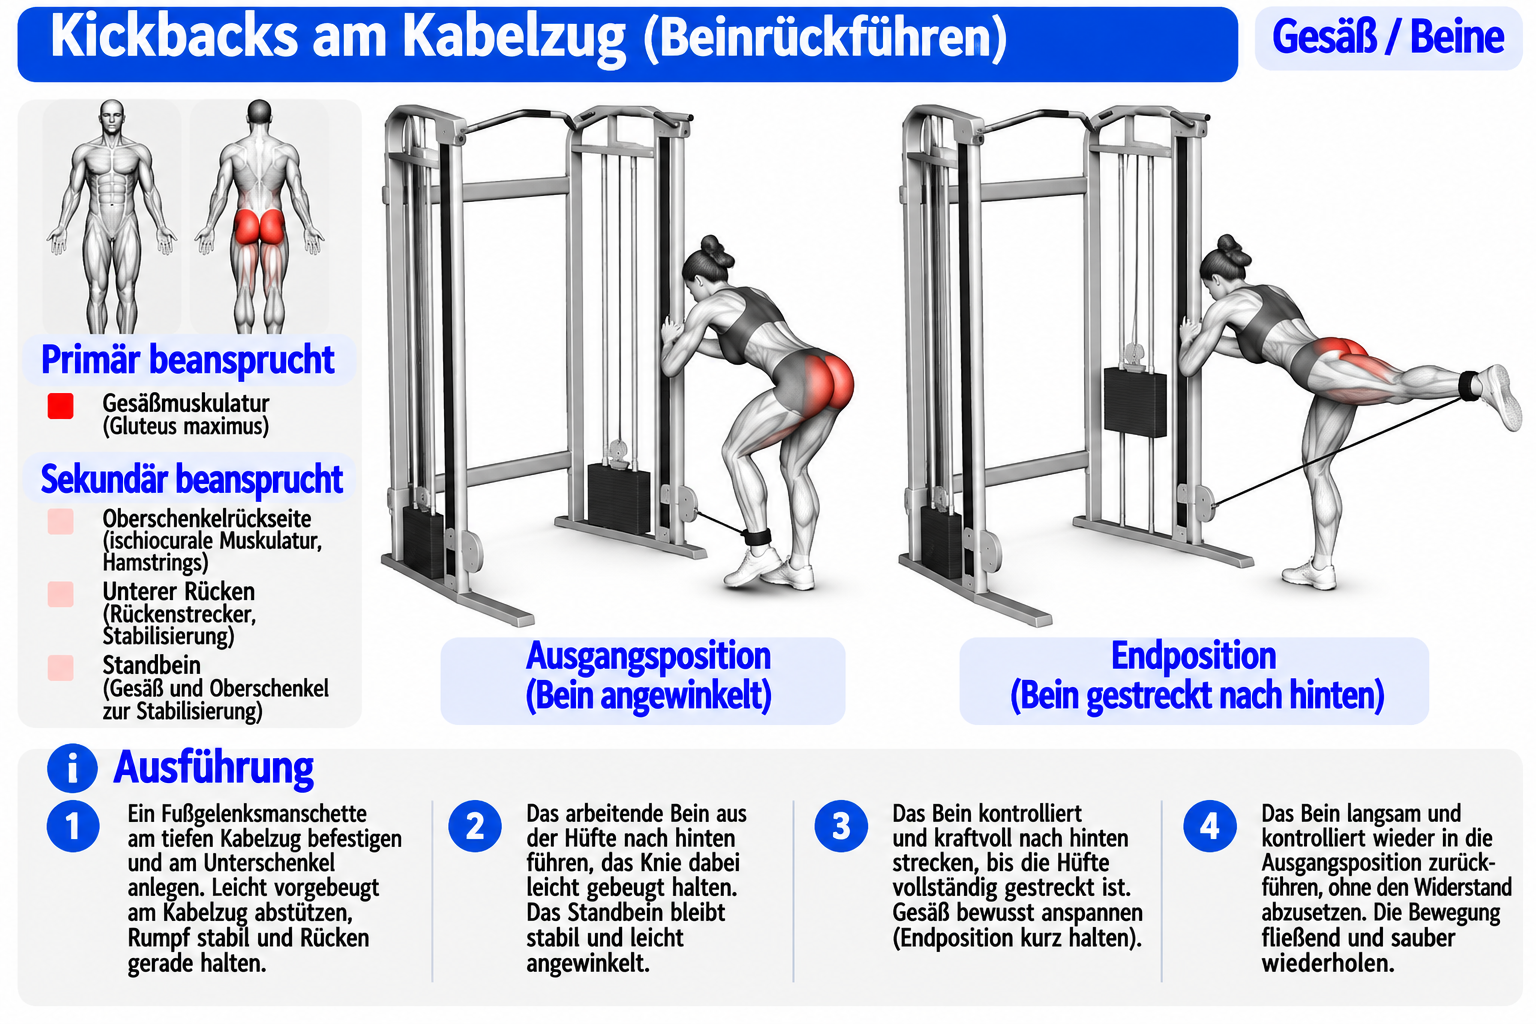 Kickbacks am Kabelzug (Beinrückführen)
Gesäß / Beine
Primär beansprucht
Gesäßmuskulatur
(Gluteus maximus)
Sekundär beansprucht
Oberschenkelrückseite
(ischiocurale Muskulatur,
Hamstrings)
Unterer Rücken
(Rückenstrecker,
Stabilisierung)
Standbein
(Gesäß und Oberschenkel
zur Stabilisierung)
Ausgangsposition
(Bein angewinkelt)
Endposition
(Bein gestreckt nach hinten)
i Ausführung
1
Ein Fußgelenksmanschette
am tiefen Kabelzug befestigen
und am Unterschenkel
anlegen. Leicht vorgebeugt
am Kabelzug abstützen,
Rumpf stabil und Rücken
gerade halten.
2
Das arbeitende Bein aus
der Hüfte nach hinten
führen, das Knie dabei
leicht gebeugt halten.
Das Standbein bleibt
stabil und leicht
angewinkelt.
3
Das Bein kontrolliert
und kraftvoll nach hinten
strecken, bis die Hüfte
vollständig gestreckt ist.
Gesäß bewusst anspannen
(Endposition kurz halten).
4
Das Bein langsam und
kontrolliert wieder in die
Ausgangsposition zurück-
führen, ohne den Widerstand
abzusetzen. Die Bewegung
fließend und sauber
wiederholen.